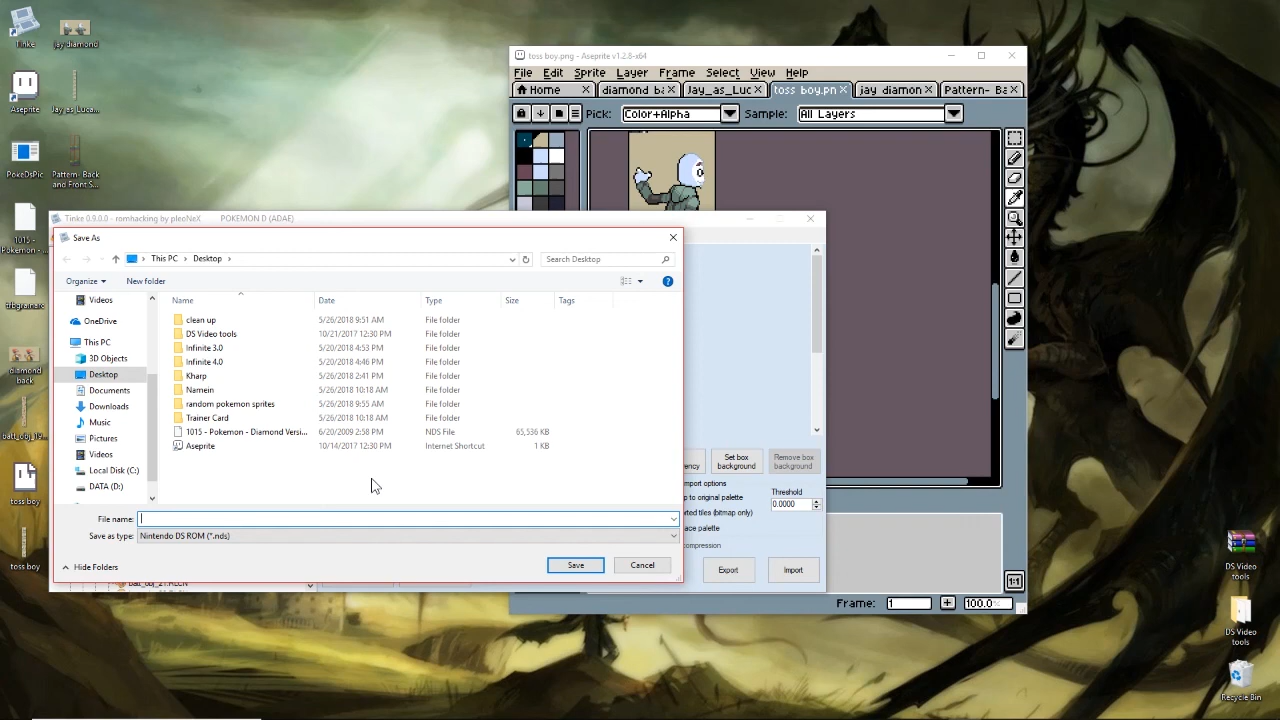 Tinke
jay diamond
Aseprite
Jay_as_Luca...
PokeDsPic
Pattern- Back
and Front S...
1015 -
Pokemon - ...
diamond
back
toss boy
toss boy
toss boy.png - Aseprite v1.2.8-x64
File Edit Sprite Layer Frame Select View Help
Home
diamond ba
Jay_as_Luc
toss boy.pn
jay diamon
Pattern- Ba
Pick: Color+Alpha Sample: All Layers
Tinke 0.9.0.0 - romhacking by pleoNeX POKEMON D (ADAE)
Save As
This PC > Desktop >
Search Desktop
Organize New folder
Name Date Type Size Tags
Videos
OneDrive
This PC
3D Objects
Desktop
Documents
Downloads
Music
Pictures
Videos
Local Disk (C:)
DATA (D:)
clean up 5/26/2018 9:51 AM File folder
DS Video tools 10/21/2017 12:30 PM File folder
Infinite 3.0 5/20/2018 4:53 PM File folder
Infinite 4.0 5/20/2018 4:46 PM File folder
Kharp 5/26/2018 2:41 PM File folder
Namein 5/26/2018 10:18 AM File folder
random pokemon sprites 5/26/2018 9:55 AM File folder
Trainer Card 5/26/2018 10:18 AM File folder
1015 - Pokemon - Diamond Versi... 6/20/2009 2:58 PM NDS File 65,536 KB
Aseprite 10/14/2017 12:30 PM Internet Shortcut 1 KB
File name:
Save as type: Nintendo DS ROM (*.nds)
Hide Folders
Save
Cancel
ency
Set box
background
Remove box
background
mport options
p to original palette
Threshold
0.0000
ted tiles (bitmap only)
ace palette
ompression
Export
Import
1:1
Frame: 1 100.0
DS Video
tools
DS Video
tools
Recycle Bin